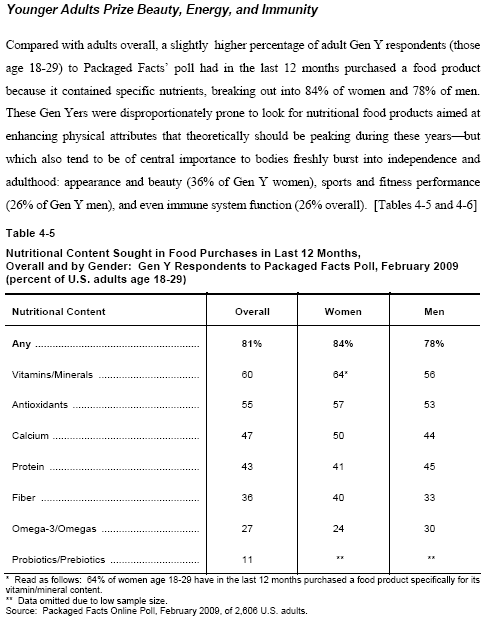 Younger Adults Prize Beauty, Energy, and Immunity
Compared with adults overall, a slightly higher percentage of adult Gen Y respondents (those
age 18-29) to Packaged Facts' poll had in the last 12 months purchased a food product
because it contained specific nutrients, breaking out into 84% of women and 78% of men.
These Gen Yers were disproportionately prone to look for nutritional food products aimed at
enhancing physical attributes that theoretically should be peaking during these years—but
which also tend to be of central importance to bodies freshly burst into independence and
adulthood: appearance and beauty (36% of Gen Y women), sports and fitness performance
(26% of Gen Y men), and even immune system function (26% overall). [Tables 4-5 and 4-6]
Table 4-5
Nutritional Content Sought in Food Purchases in Last 12 Months,
Overall and by Gender: Gen Y Respondents to Packaged Facts Poll, February 2009
(percent of U.S. adults age 18-29)
Nutritional Content Overall Women Men
Any ........................................................ 81% 84% 78%
Vitamins/Minerals .................................. 60 64* 56
Antioxidants ........................................... 55 57 53
Calcium .................................................. 47 50 44
Protein .................................................... 43 41 45
Fiber ....................................................... 36 40 33
Omega-3/Omegas ................................. 27 24 30
Probiotics/Prebiotics .............................. 11 ** **
* Read as follows: 64% of women age 18-29 have in the last 12 months purchased a food product specifically for its
vitamin/mineral content.
** Data omitted due to low sample size.
Source: Packaged Facts Online Poll, February 2009, of 2,606 U.S. adults.